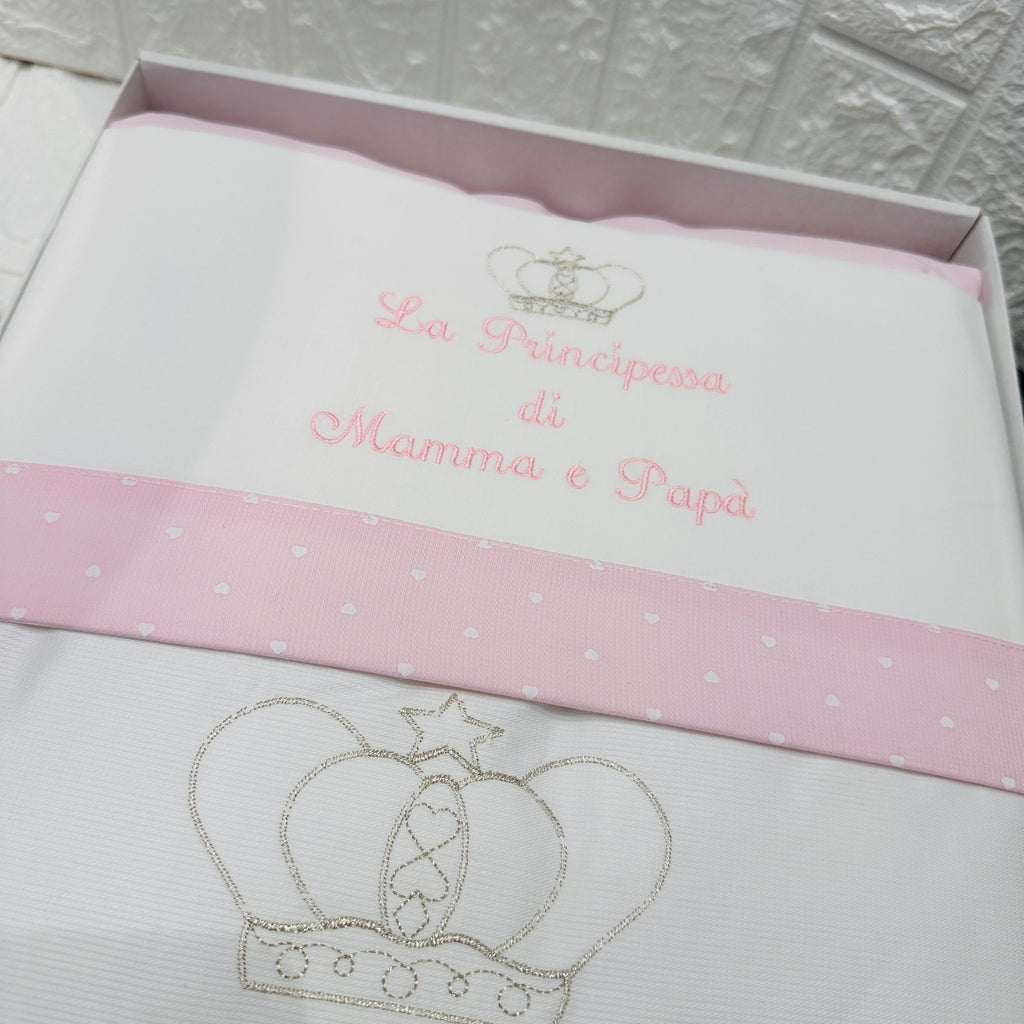 La Principessa
di
Mamma e Papà